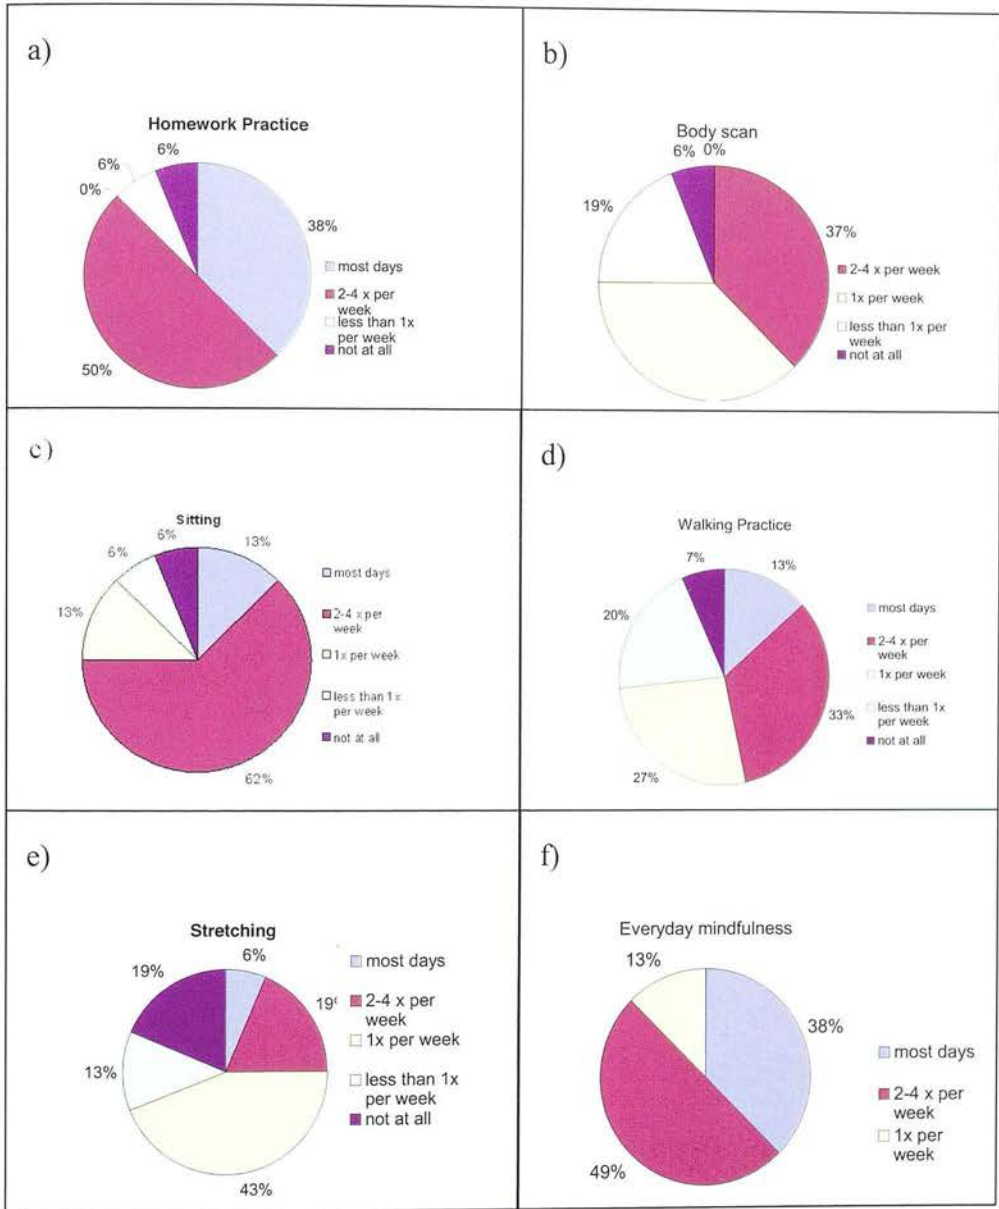 a)
Homework Practice
6%
6%
0%
38%
most days
2-4 x per
week
less than 1x
per week
not at all
50%
b)
Body scan
6% 0%
19%
37%
2-4 x per week
1x per week
less than 1x per
week
not at all
c)
Sitting
6%
6%
13%
13%
most days
2-4 x per
week
1x per week
less than 1x
per week
not at all
62%
d)
Walking Practice
7%
13%
20%
most days
2-4 x per
week
1x per week
less than 1x
per week
not at all
33%
27%
e)
Stretching
6%
19%
most days
19%
2-4 x per
week
1x per week
less than 1x
per week
not at all
13%
43%
f)
Everyday mindfulness
13%
38%
most days
2-4 x per
week
1x per
week
49%